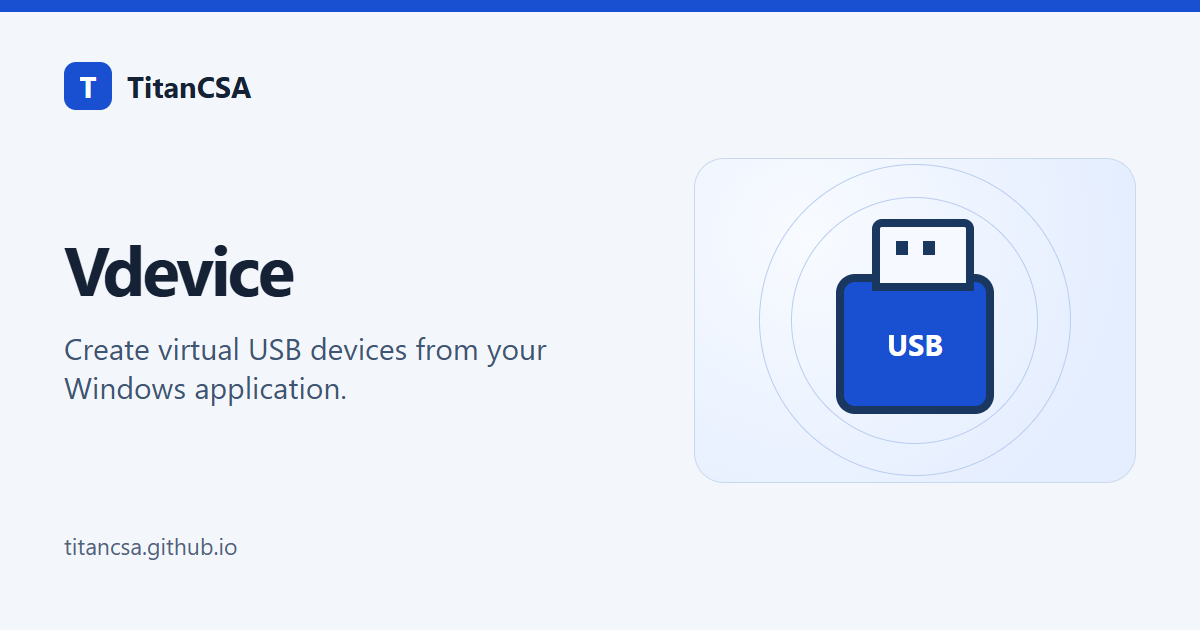 T
TitanCSA
Vdevice
Create virtual USB devices from your
Windows application.
USB
titancsa.github.io